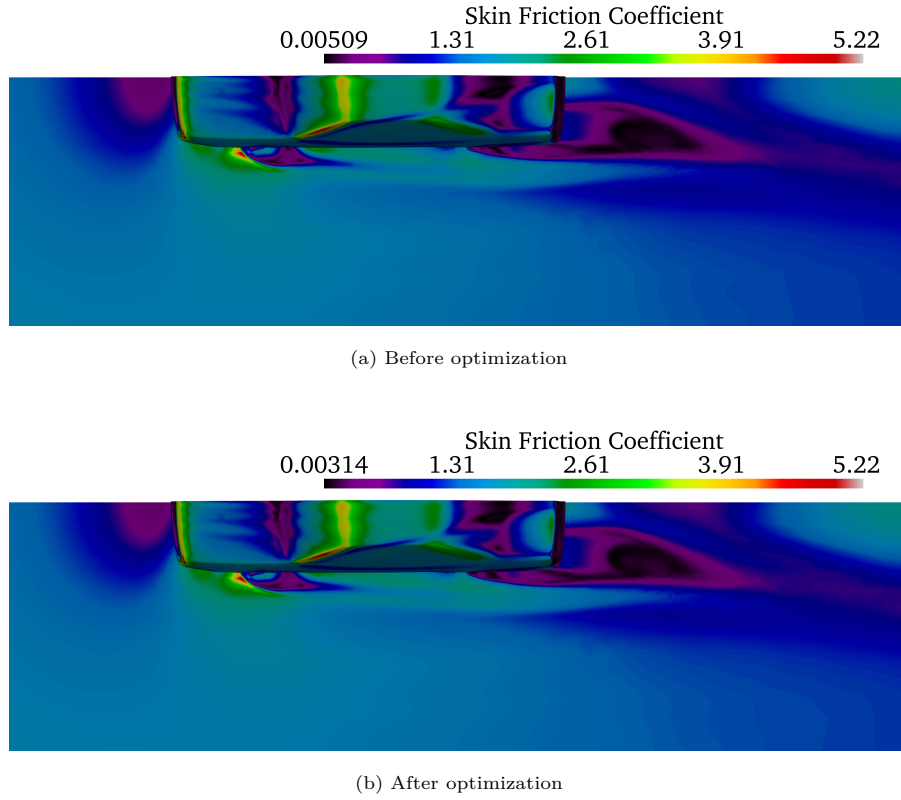 Skin Friction Coefficient
0.00509 1.31 2.61 3.91 5.22
(a) Before optimization
Skin Friction Coefficient
0.00314 1.31 2.61 3.91 5.22
(b) After optimization